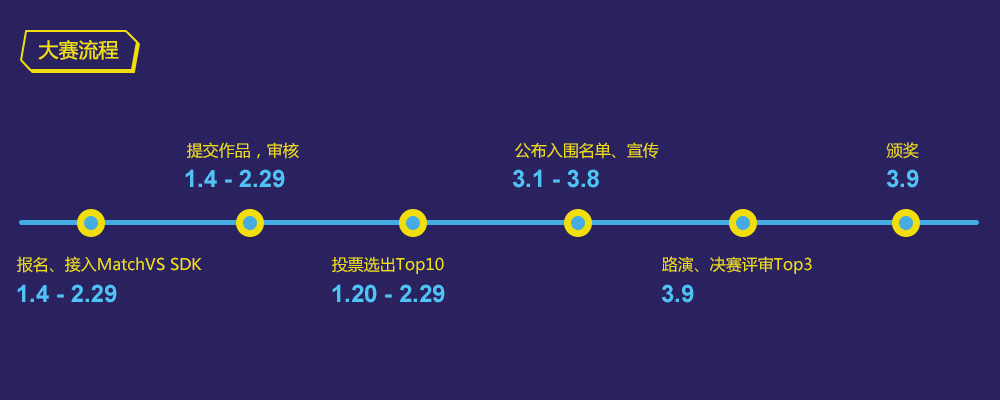 大赛流程
提交作品，审核
1.4 - 2.29
公布入围名单、宣传
3.1 - 3.8
颁奖
3.9
报名、接入MatchVS SDK
1.4 - 2.29
投票选出Top10
1.20 - 2.29
路演、决赛评审Top3
3.9